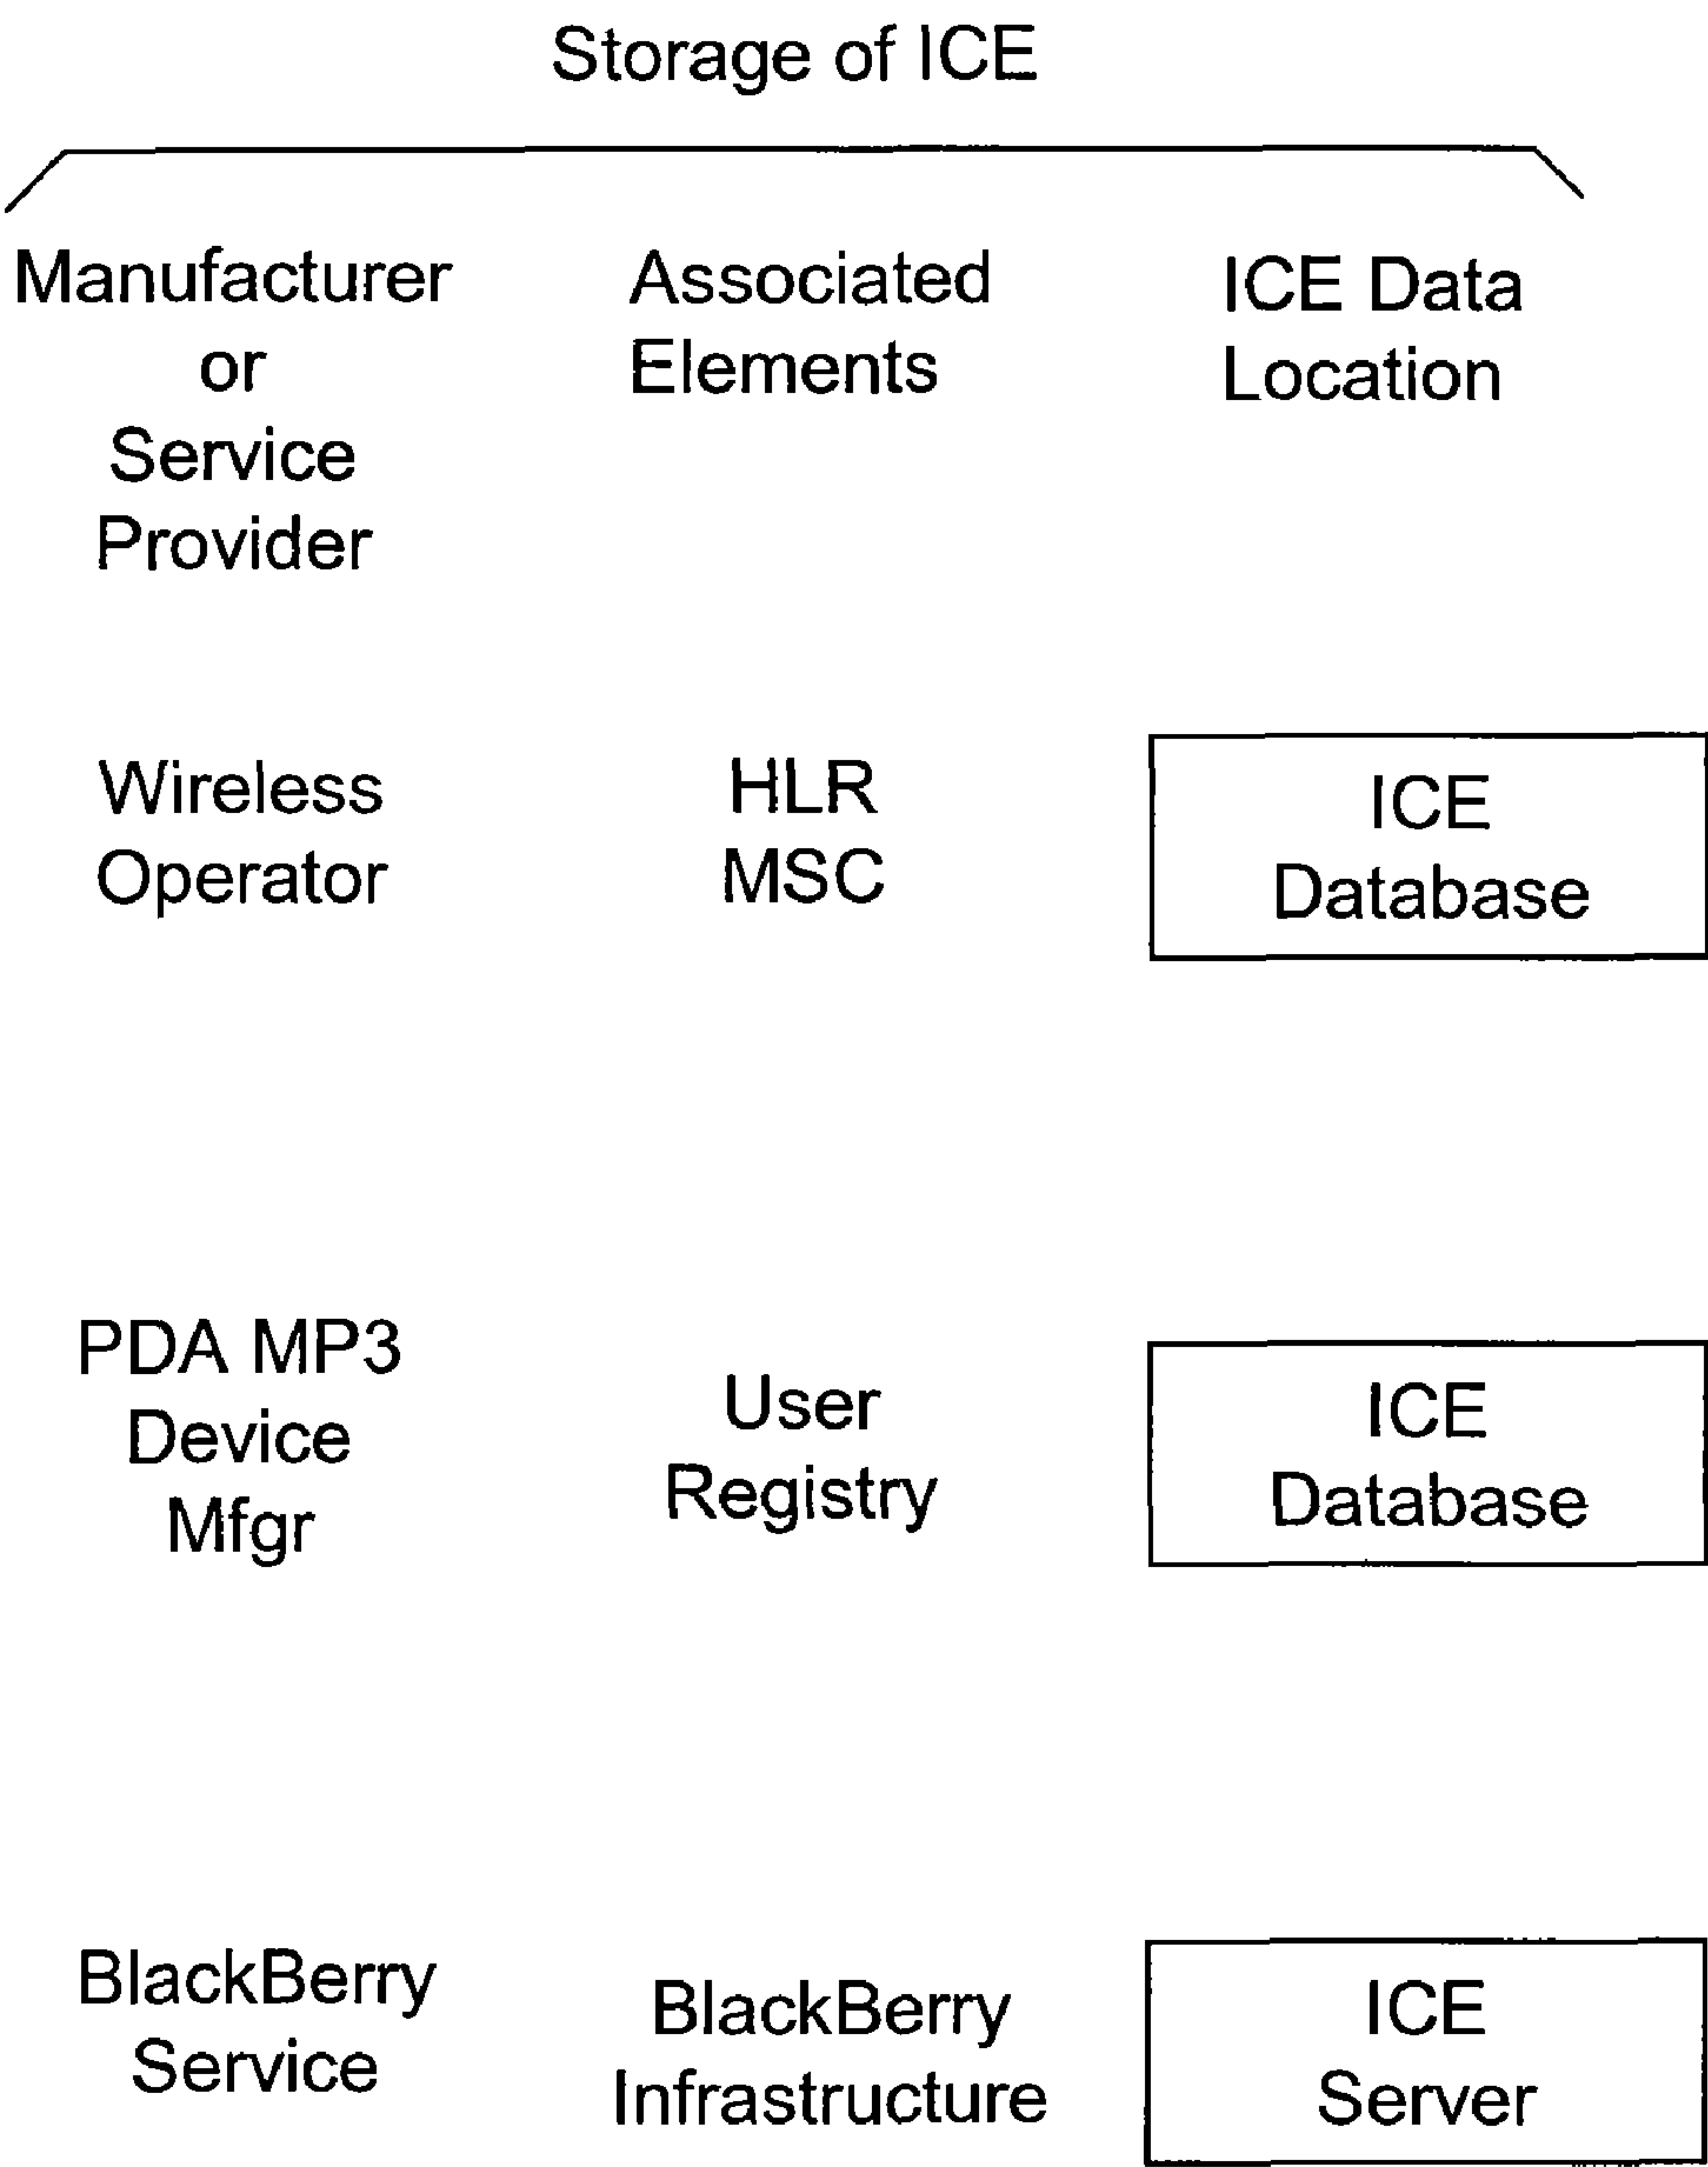 Storage of ICE
Manufacturer
or
Service
Provider
Associated
Elements
ICE Data
Location
Wireless
Operator
HLR
MSC
ICE
Database
PDA MP3
Device
Mfgr
User
Registry
ICE
Database
BlackBerry
Service
BlackBerry
Infrastructure
ICE
Server